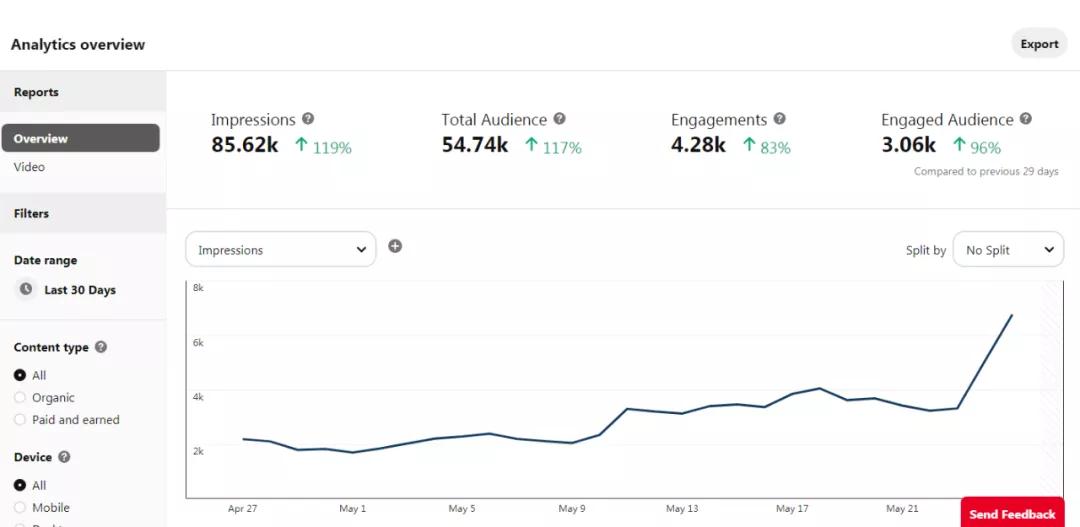 Analytics overview
Export
Reports
Overview
Video
Filters
Date range
Last 30 Days
Content type
All
Organic
Paid and earned
Device
All
Mobile
Impressions
85.62k 119%
Total Audience
54.74k 117%
Engagements
4.28k 83%
Engaged Audience
3.06k 96%
Compared to previous 29 days
Impressions
Split by No Split
8k
6k
4k
2k
Apr 27 May 1 May 5 May 9 May 13 May 17 May 21
Send Feedback